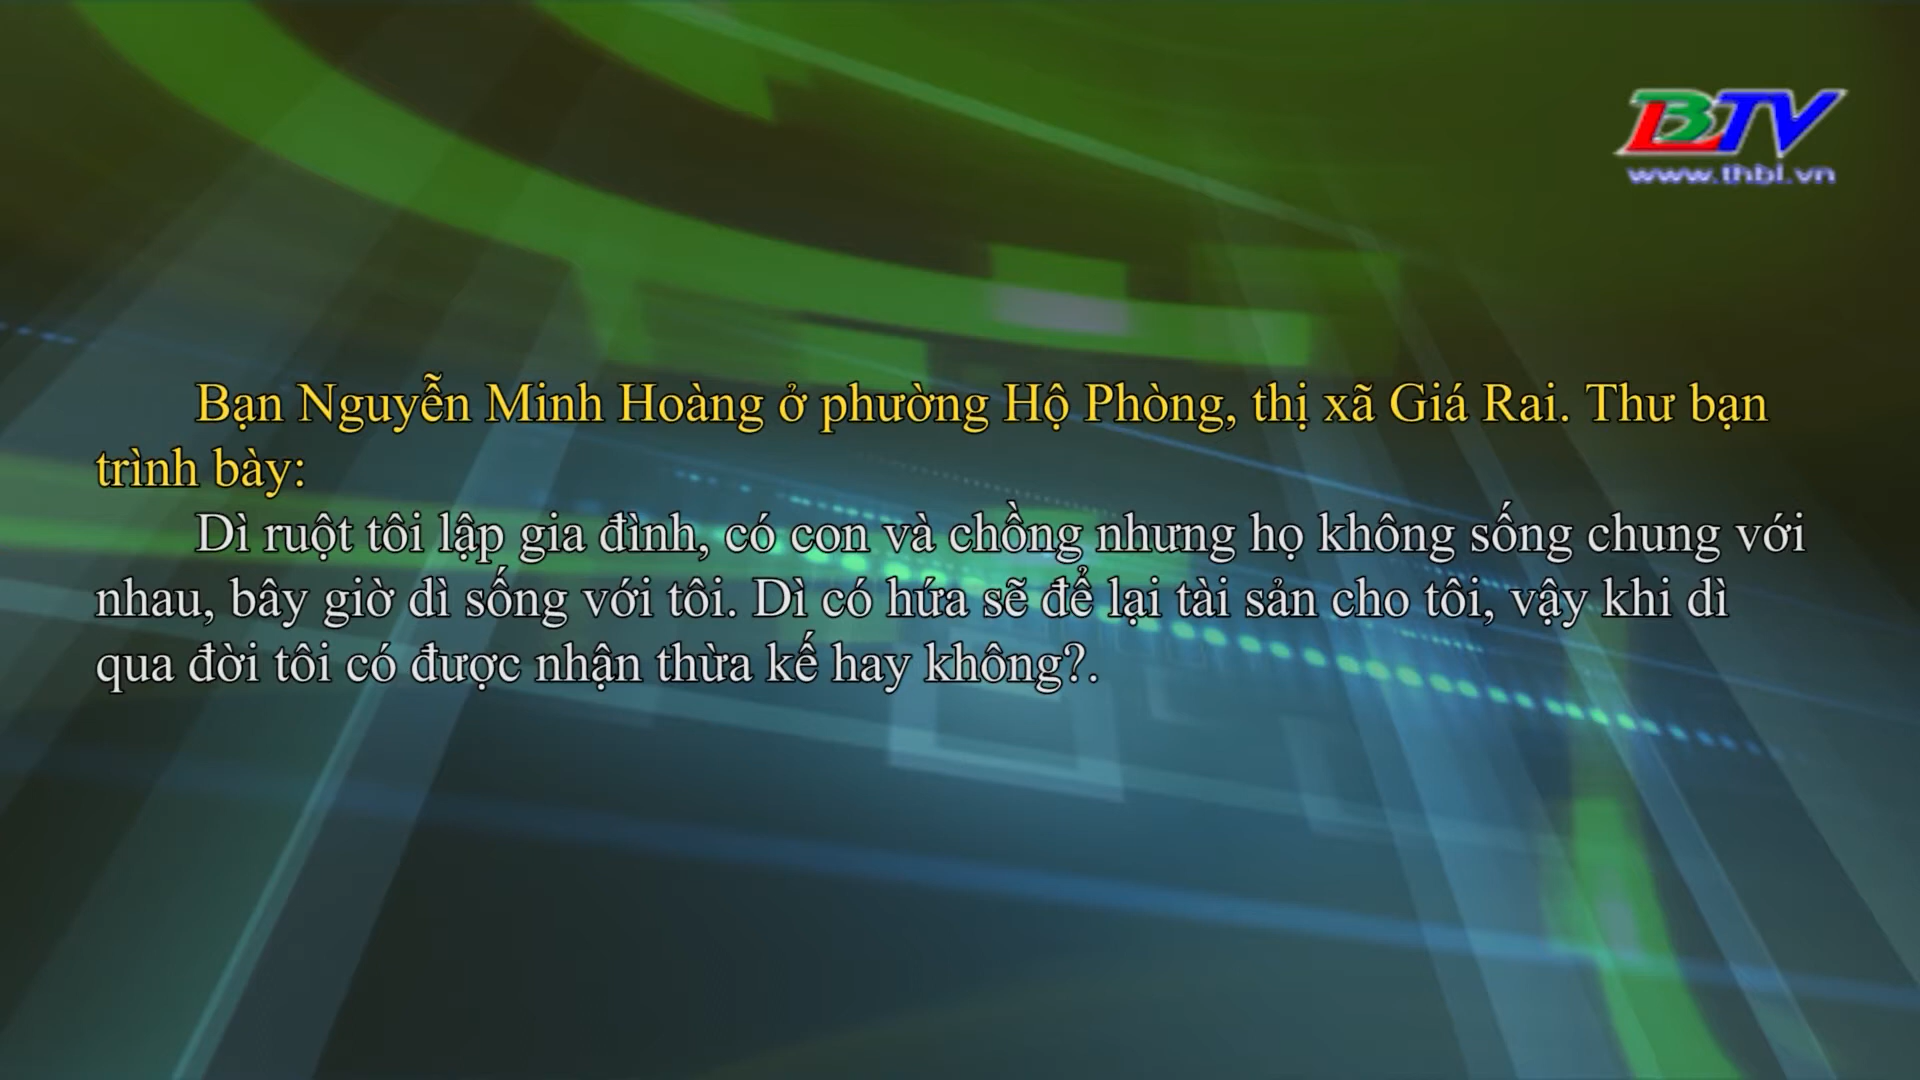 BTV
www.thbl.vn
Bạn Nguyễn Minh Hoàng ở phường Hộ Phòng, thị xã Giá Rai. Thư bạn
trình bày:
Dì ruột tôi lập gia đình, có con và chồng nhưng họ không sống chung với
nhau, bây giờ dì sống với tôi. Dì có hứa sẽ để lại tài sản cho tôi, vậy khi dì
qua đời tôi có được nhận thừa kế hay không?.